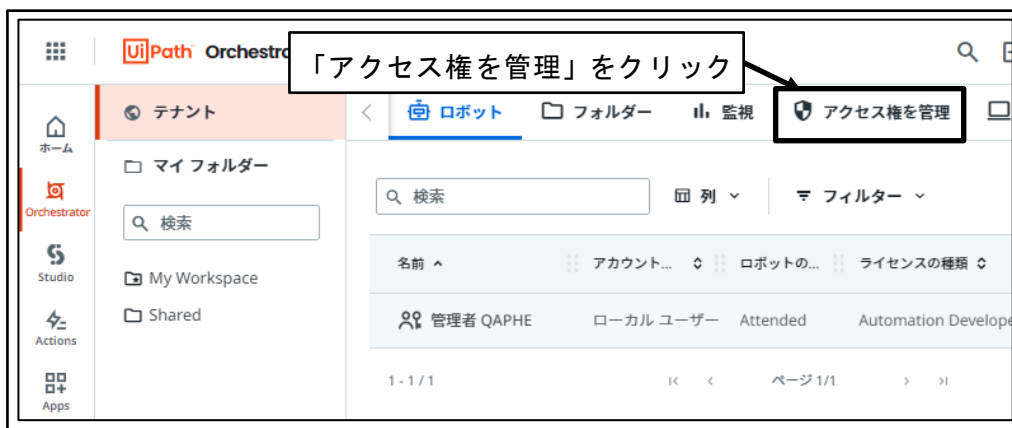 UiPath Orchestr
「アクセス権を管理」をクリック
ホーム
Orchestrator
Studio
Actions
Apps
テナント
マイ フォルダー
検索
My Workspace
Shared
ロボット
フォルダー
監視
アクセス権を管理
検索
列
フィルター
名前
アカウント...
ロボットの...
ライセンスの種類
管理者 QAPHE
ローカル ユーザー
Attended
Automation Develope
1 - 1 / 1
ページ 1/1